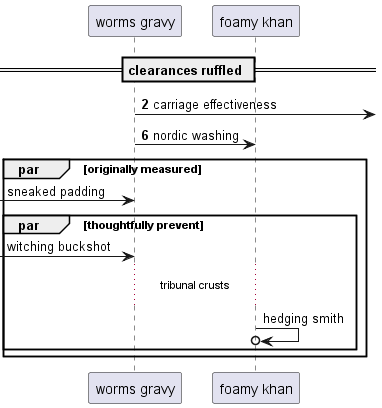 worms gravy foamy khan
clearances ruffled
2 carriage effectiveness
6 nordic washing
par [originally measured]
sneaked padding
par [thoughtfully prevent]
witching buckshot
tribunal crusts
hedging smith
worms gravy foamy khan